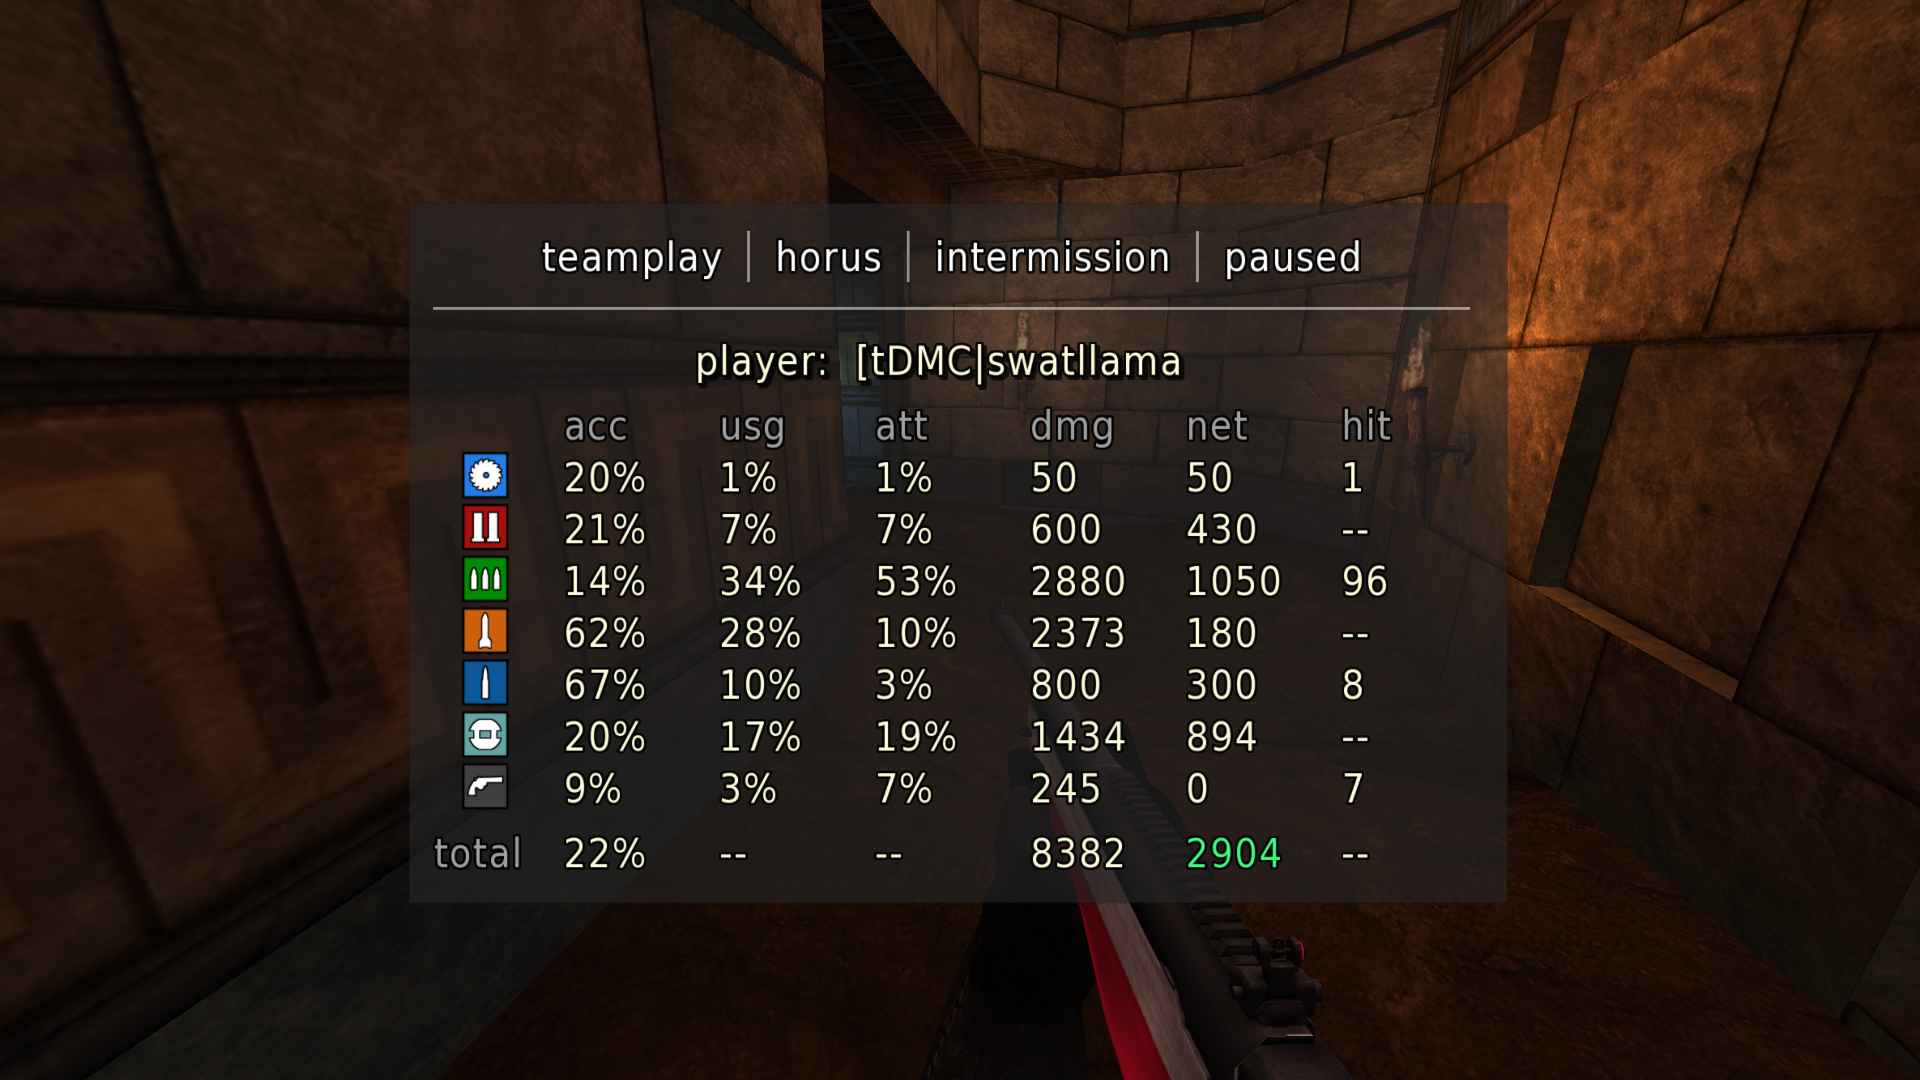 teamplay | horus | intermission | paused
player: [tDMC|swatllama
acc usg att dmg net hit
20% 1% 1% 50 50 1
21% 7% 7% 600 430 --
14% 34% 53% 2880 1050 96
62% 28% 10% 2373 180 --
67% 10% 3% 800 300 8
20% 17% 19% 1434 894 --
9% 3% 7% 245 0 7
total 22% -- -- 8382 2904 --